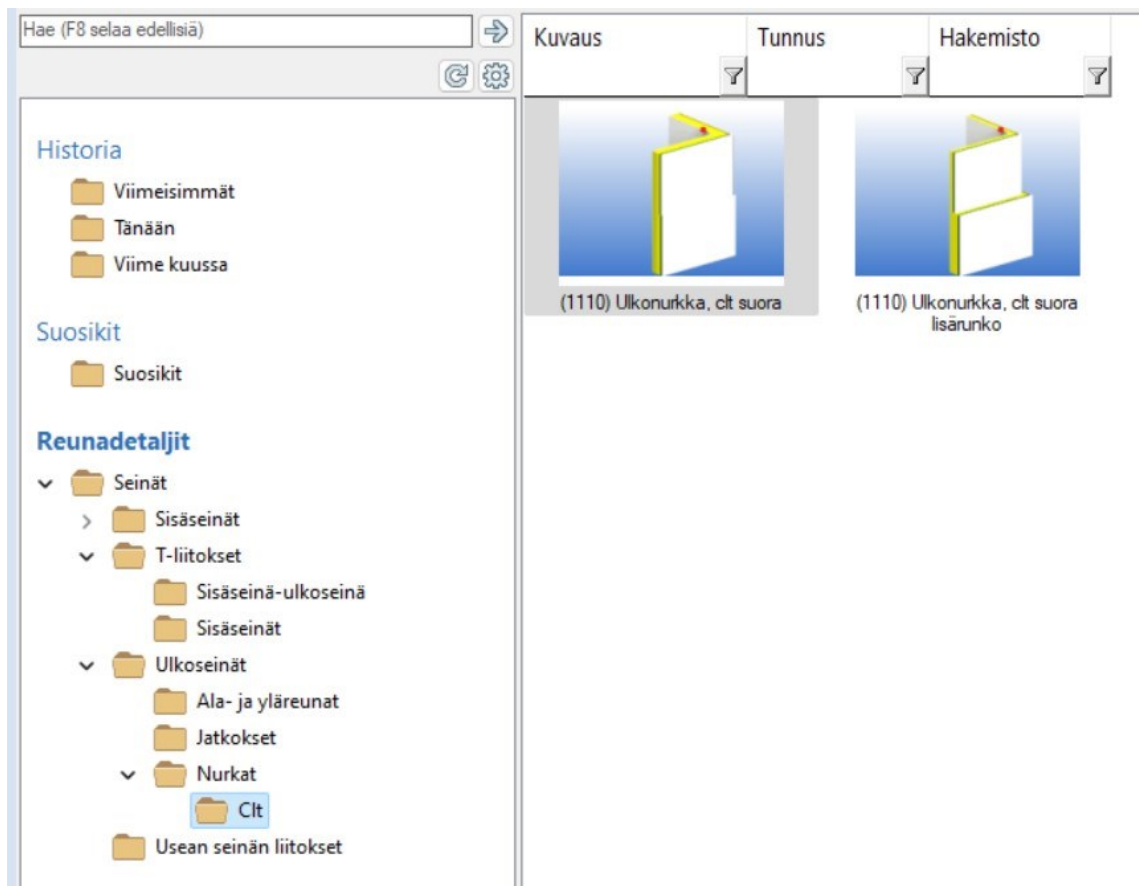 Hae (F8 selaa edellisiä)
Historia
Viimeisimmät
Tänään
Viime kuussa
Suosikit
Suosikit
Reunadetaljit
Seinät
Sisäseinät
T-liitokset
Sisäseinä-ulkoseinä
Sisäseinät
Ulkoseinät
Ala- ja yläreunat
Jatkokset
Nurkat
Clt
Usean seinän liitokset
Kuvaus Tunnus Hakemisto
(1110) Ulkonurkka, clt suora
(1110) Ulkonurkka, clt suora
lisärunko